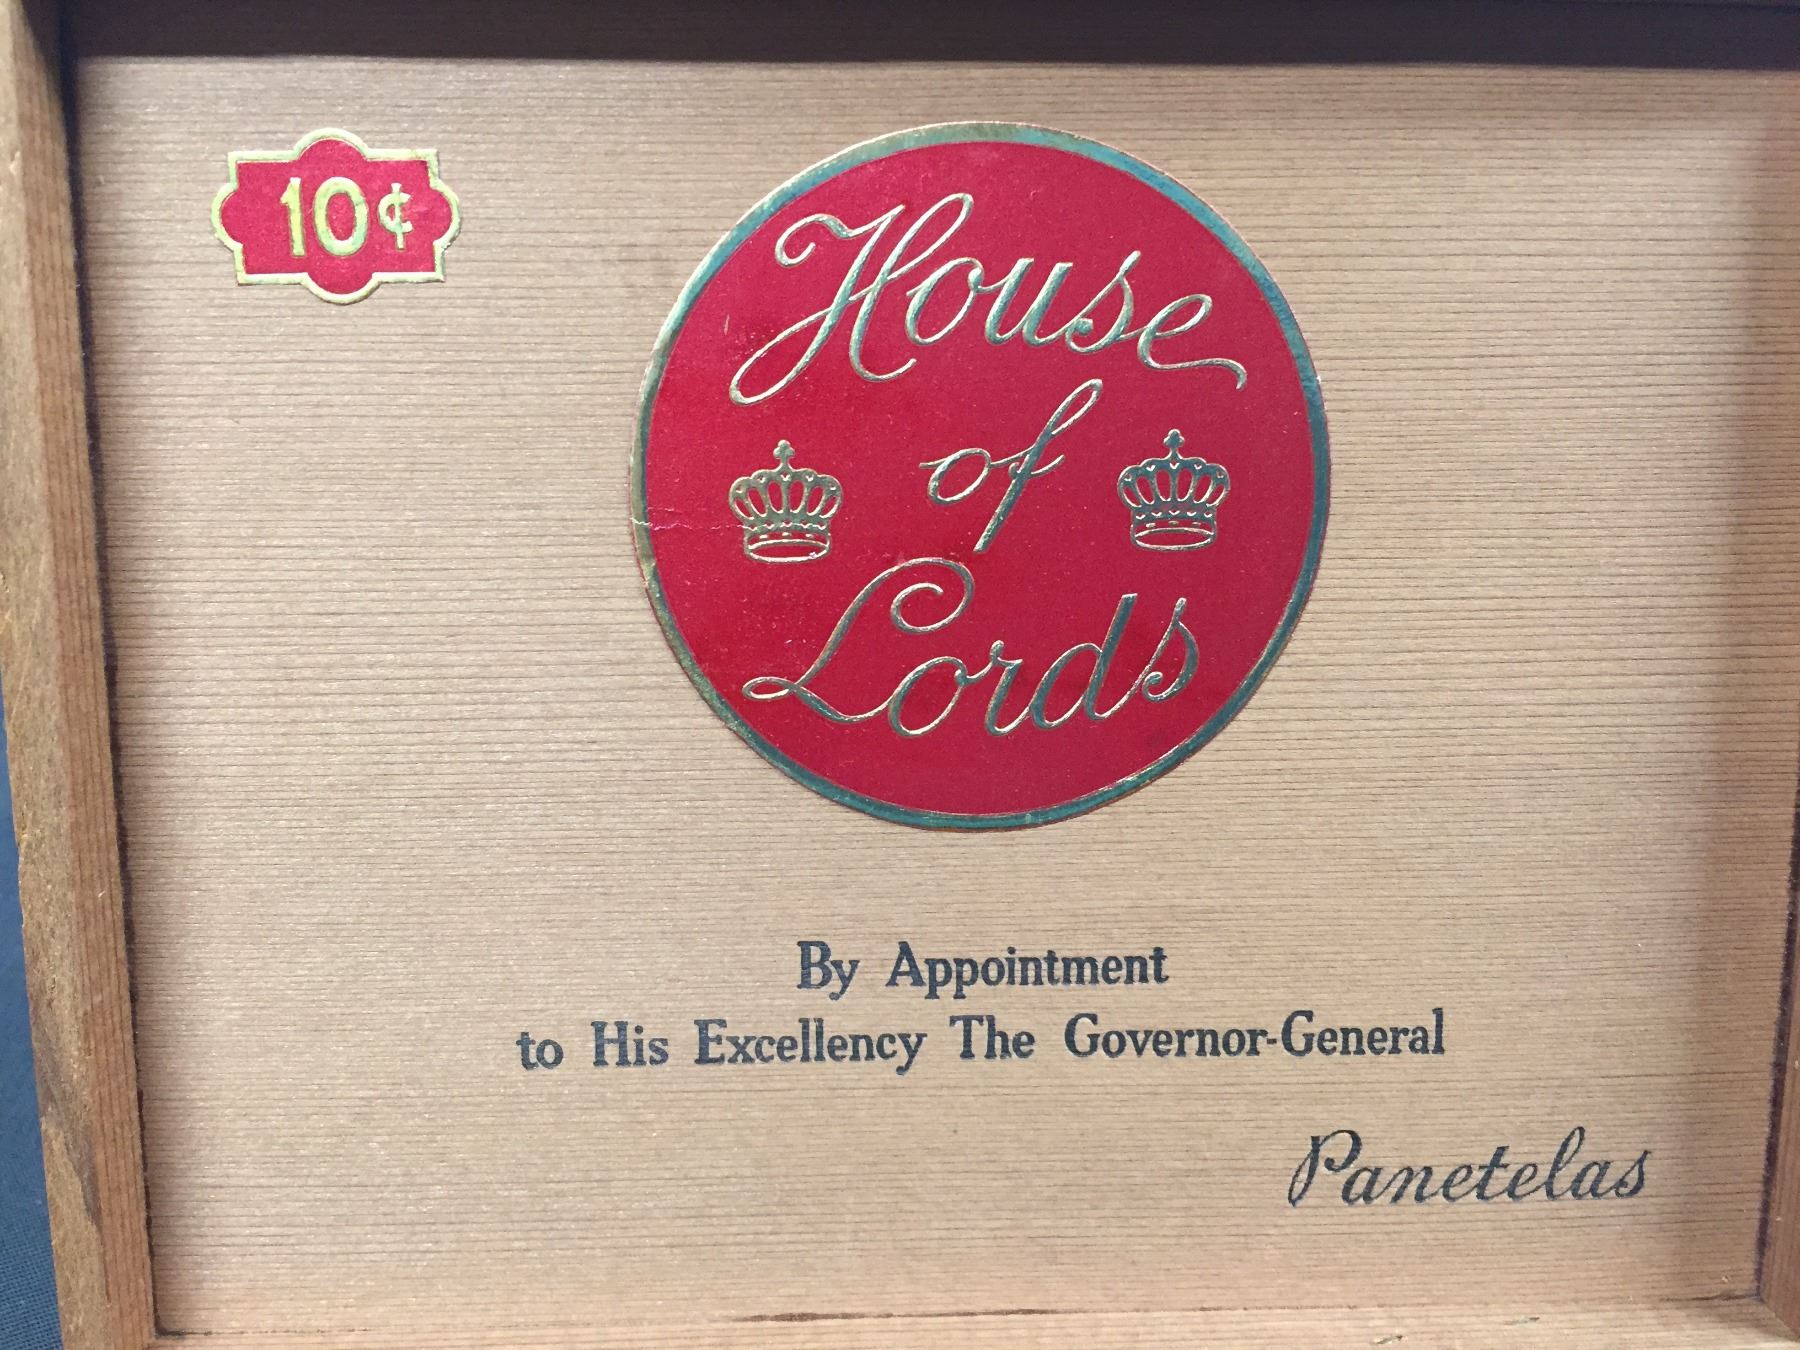 10¢
House
of
Lords
By Appointment
to His Excellency The Governor-General
Panetelas